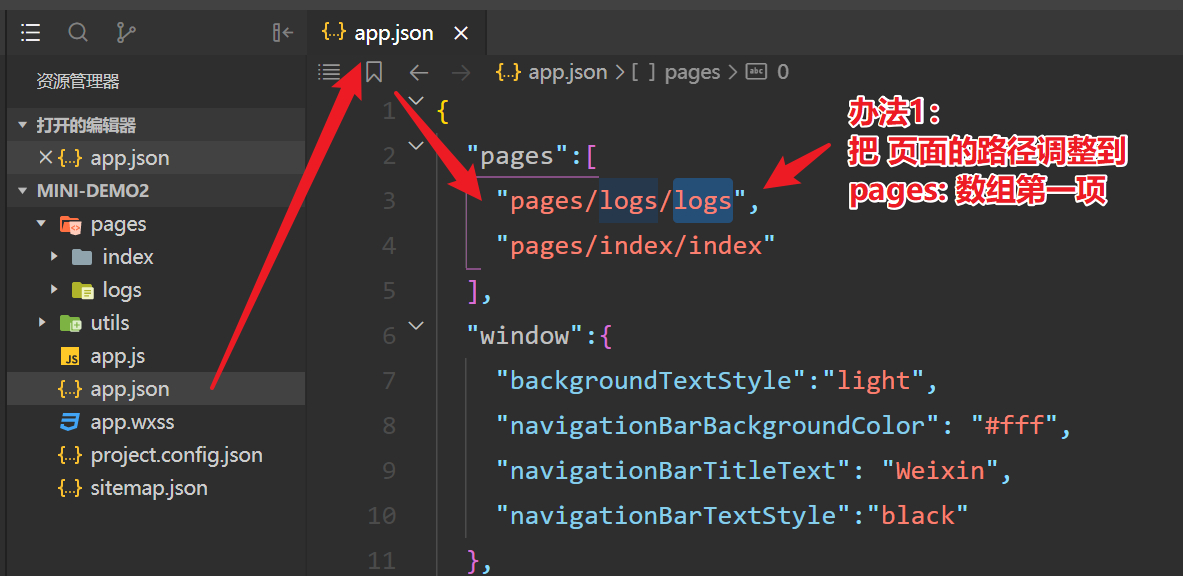 app.json
资源管理器
打开的编辑器
app.json
MINI-DEMO2
pages
index
logs
utils
JS app.js
app.json
app.wxss
project.config.json
sitemap.json
{..} app.json > [ ] pages > abc 0
1 {
2 "pages":[
3 "pages/logs/logs",
4 "pages/index/index"
5 ],
6 "window":{
7 "backgroundTextStyle":"light",
8 "navigationBarBackgroundColor": "#fff",
9 "navigationBarTitleText": "Weixin",
10 "navigationBarTextStyle":"black"
11 },
办法1:
把 页面的路径调整到
pages: 数组第一项